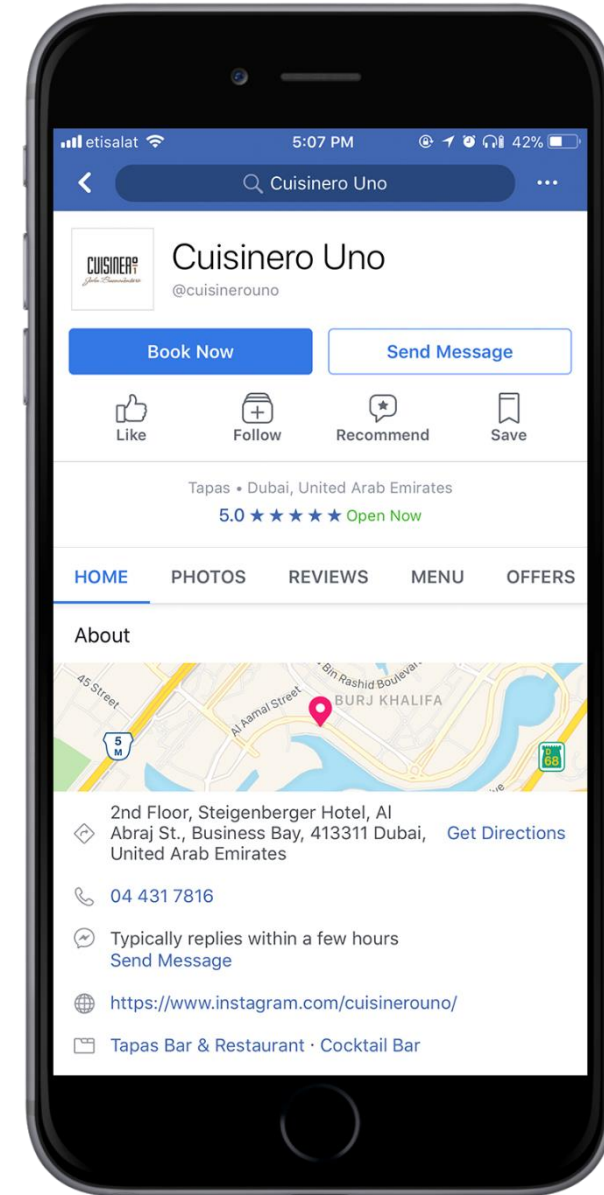 etisalat 5:07 PM 42%
Cuisinero Uno
CUISINERO
Cuisinero Uno
@cuisinerouno
Book Now Send Message
Like Follow Recommend Save
Tapas • Dubai, United Arab Emirates
5.0 ★ ★ ★ ★ ★ Open Now
HOME PHOTOS REVIEWS MENU OFFERS
About
45 Street
Al Aamal Street
Bin Rashid Boulevar
BURJ KHALIFA
5
M
D
68
2nd Floor, Steigenberger Hotel, Al
Abraj St., Business Bay, 413311 Dubai, Get Directions
United Arab Emirates
04 431 7816
Typically replies within a few hours
Send Message
https://www.instagram.com/cuisinerouno/
Tapas Bar & Restaurant · Cocktail Bar